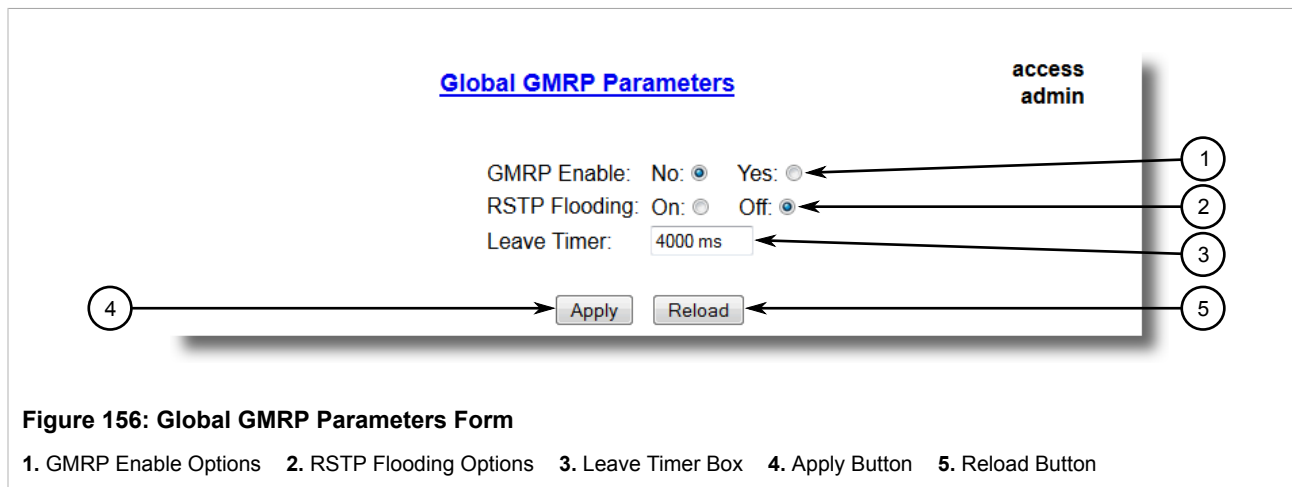 Global GMRP Parameters
access
admin
GMRP Enable: No: Yes:
1
RSTP Flooding: On: Off:
2
Leave Timer: 4000 ms
3
4
Apply Reload
5
Figure 156: Global GMRP Parameters Form
1. GMRP Enable Options 2. RSTP Flooding Options 3. Leave Timer Box 4. Apply Button 5. Reload Button